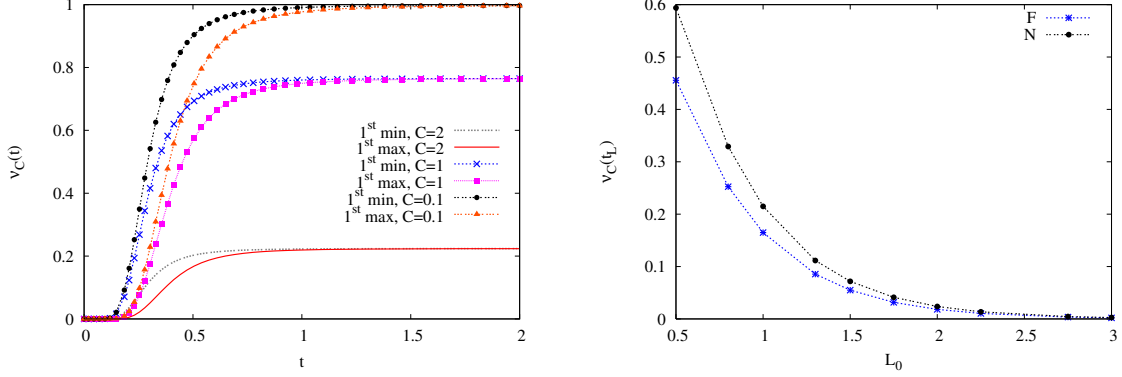 1
0.8
0.6
0.4
0.2
0
0 0.5 1 1.5 2
ν_C(t)
t
1^st min, C=2
1^st max, C=2
1^st min, C=1
1^st max, C=1
1^st min, C=0.1
1^st max, C=0.1
0.6
0.5
0.4
0.3
0.2
0.1
0
0.5 1 1.5 2 2.5 3
ν_C(t_L)
L_0
F
N